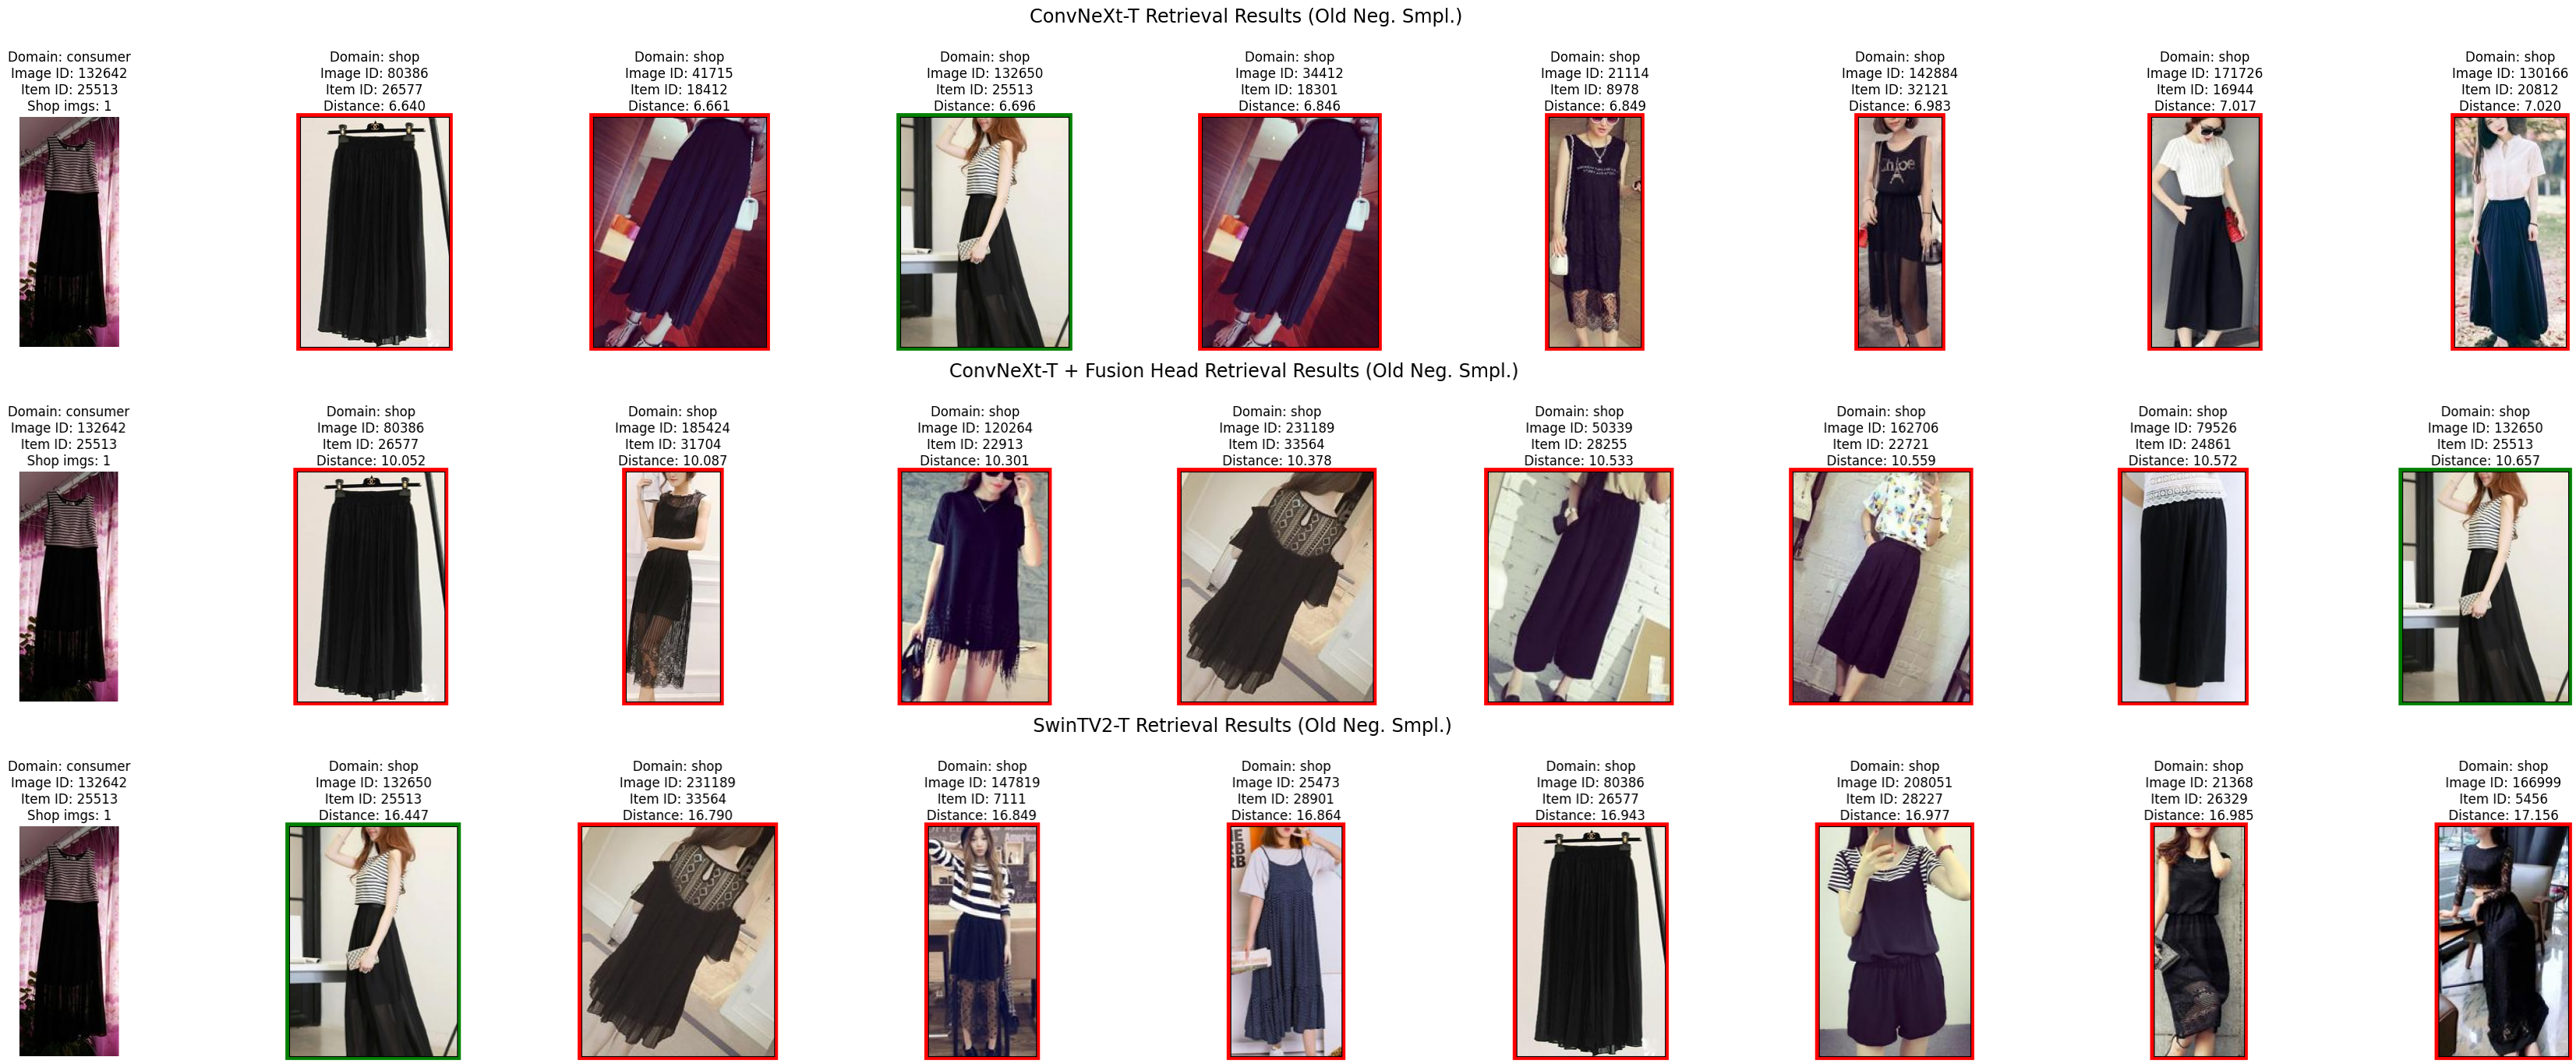 ConvNeXt-T Retrieval Results (Old Neg. Smpl.)
Domain: consumer
Image ID: 132642
Item ID: 25513
Shop imgs: 1
Domain: shop
Image ID: 80386
Item ID: 26577
Distance: 6.640
Domain: shop
Image ID: 41715
Item ID: 18412
Distance: 6.661
Domain: shop
Image ID: 132650
Item ID: 25513
Distance: 6.696
Domain: shop
Image ID: 34412
Item ID: 18301
Distance: 6.846
Domain: shop
Image ID: 21114
Item ID: 8978
Distance: 6.849
Domain: shop
Image ID: 142884
Item ID: 32121
Distance: 6.983
Domain: shop
Image ID: 171726
Item ID: 16944
Distance: 7.017
Domain: shop
Image ID: 130166
Item ID: 20812
Distance: 7.020
Chloe
ConvNeXt-T + Fusion Head Retrieval Results (Old Neg. Smpl.)
Domain: consumer
Image ID: 132642
Item ID: 25513
Shop imgs: 1
Domain: shop
Image ID: 80386
Item ID: 26577
Distance: 10.052
Domain: shop
Image ID: 185424
Item ID: 31704
Distance: 10.087
Domain: shop
Image ID: 120264
Item ID: 22913
Distance: 10.301
Domain: shop
Image ID: 231189
Item ID: 33564
Distance: 10.378
Domain: shop
Image ID: 50339
Item ID: 28255
Distance: 10.533
Domain: shop
Image ID: 162706
Item ID: 22721
Distance: 10.559
Domain: shop
Image ID: 79526
Item ID: 24861
Distance: 10.572
Domain: shop
Image ID: 132650
Item ID: 25513
Distance: 10.657
SwinTV2-T Retrieval Results (Old Neg. Smpl.)
Domain: consumer
Image ID: 132642
Item ID: 25513
Shop imgs: 1
Domain: shop
Image ID: 132650
Item ID: 25513
Distance: 16.447
Domain: shop
Image ID: 231189
Item ID: 33564
Distance: 16.790
Domain: shop
Image ID: 147819
Item ID: 7111
Distance: 16.849
Domain: shop
Image ID: 25473
Item ID: 28901
Distance: 16.864
Domain: shop
Image ID: 80386
Item ID: 26577
Distance: 16.943
Domain: shop
Image ID: 208051
Item ID: 28227
Distance: 16.977
Domain: shop
Image ID: 21368
Item ID: 26329
Distance: 16.985
Domain: shop
Image ID: 166999
Item ID: 5456
Distance: 17.156